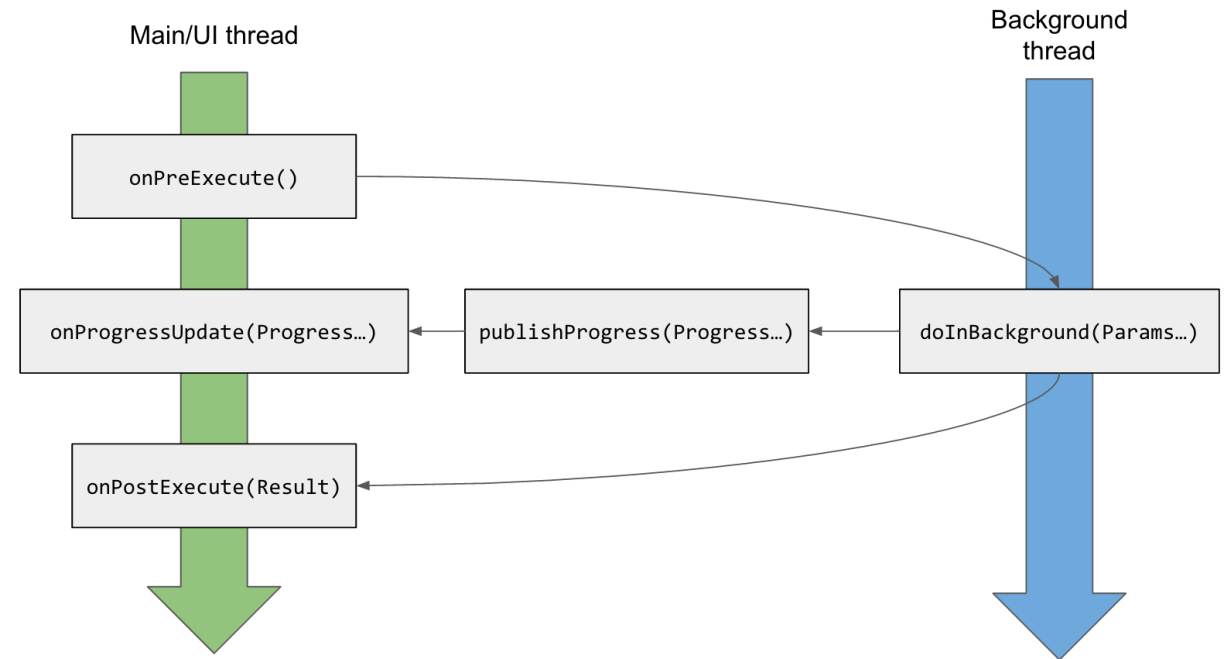 Main/UI thread
Background
thread
onPreExecute()
onProgressUpdate(Progress…)
publishProgress(Progress…)
doInBackground(Params…)
onPostExecute(Result)